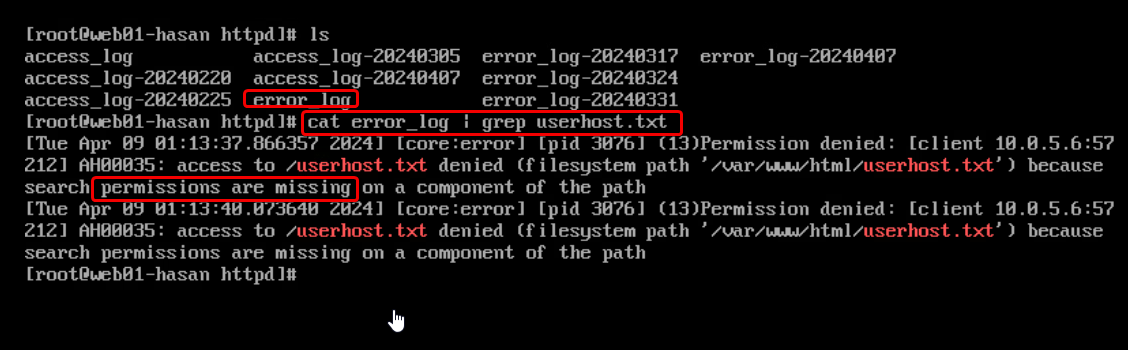 [root@web01-hasan httpd]# ls
access_log access_log-20240305 error_log-20240317 error_log-20240407
access_log-20240220 access_log-20240407 error_log-20240324
access_log-20240225 error_log error_log-20240331
[root@web01-hasan httpd]# cat error_log | grep userhost.txt
[Tue Apr 09 01:13:37.866357 2024] [core:error] [pid 3076] (13)Permission denied: [client 10.0.5.6:57
212] AH00035: access to /userhost.txt denied (filesystem path '/var/www/html/userhost.txt') because
search permissions are missing on a component of the path
[Tue Apr 09 01:13:40.073640 2024] [core:error] [pid 3076] (13)Permission denied: [client 10.0.5.6:57
212] AH00035: access to /userhost.txt denied (filesystem path '/var/www/html/userhost.txt') because
search permissions are missing on a component of the path
[root@web01-hasan httpd]#